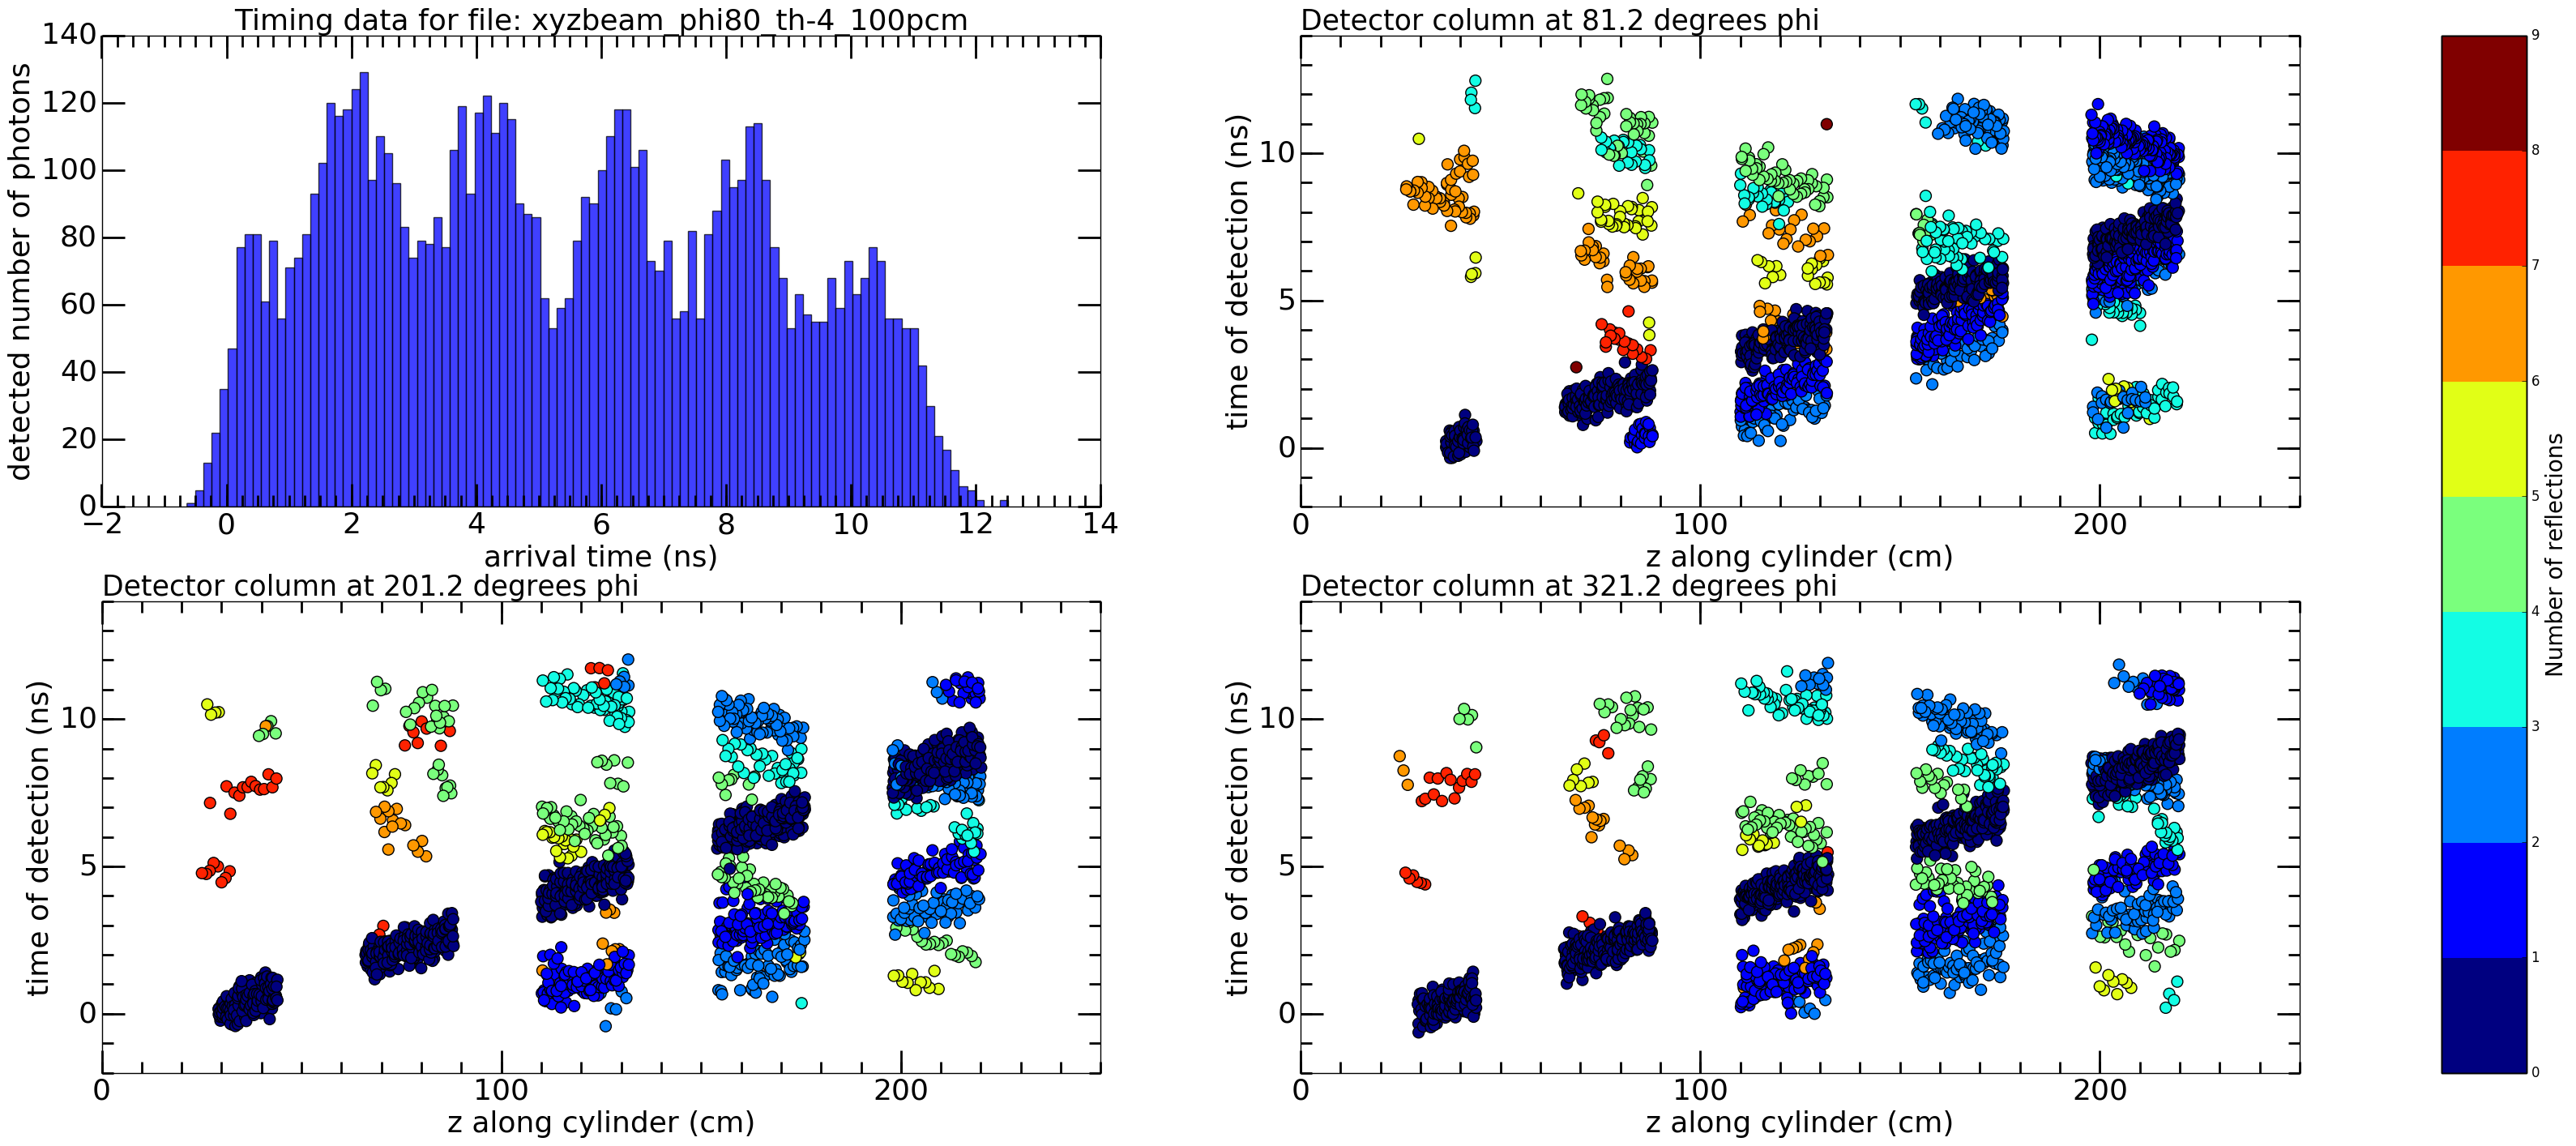 Timing data for file: xyzbeam_phi80_th-4_100pcm
140
120
100
80
60
40
20
0
detected number of photons
−2 0 2 4 6 8 10 12 14
arrival time (ns)
Detector column at 81.2 degrees phi
10
5
0
time of detection (ns)
0 100 200
z along cylinder (cm)
Detector column at 201.2 degrees phi
10
5
0
time of detection (ns)
0 100 200
z along cylinder (cm)
Detector column at 321.2 degrees phi
10
5
0
time of detection (ns)
0 100 200
z along cylinder (cm)
9
8
7
6
5
4
3
2
1
0
Number of reflections